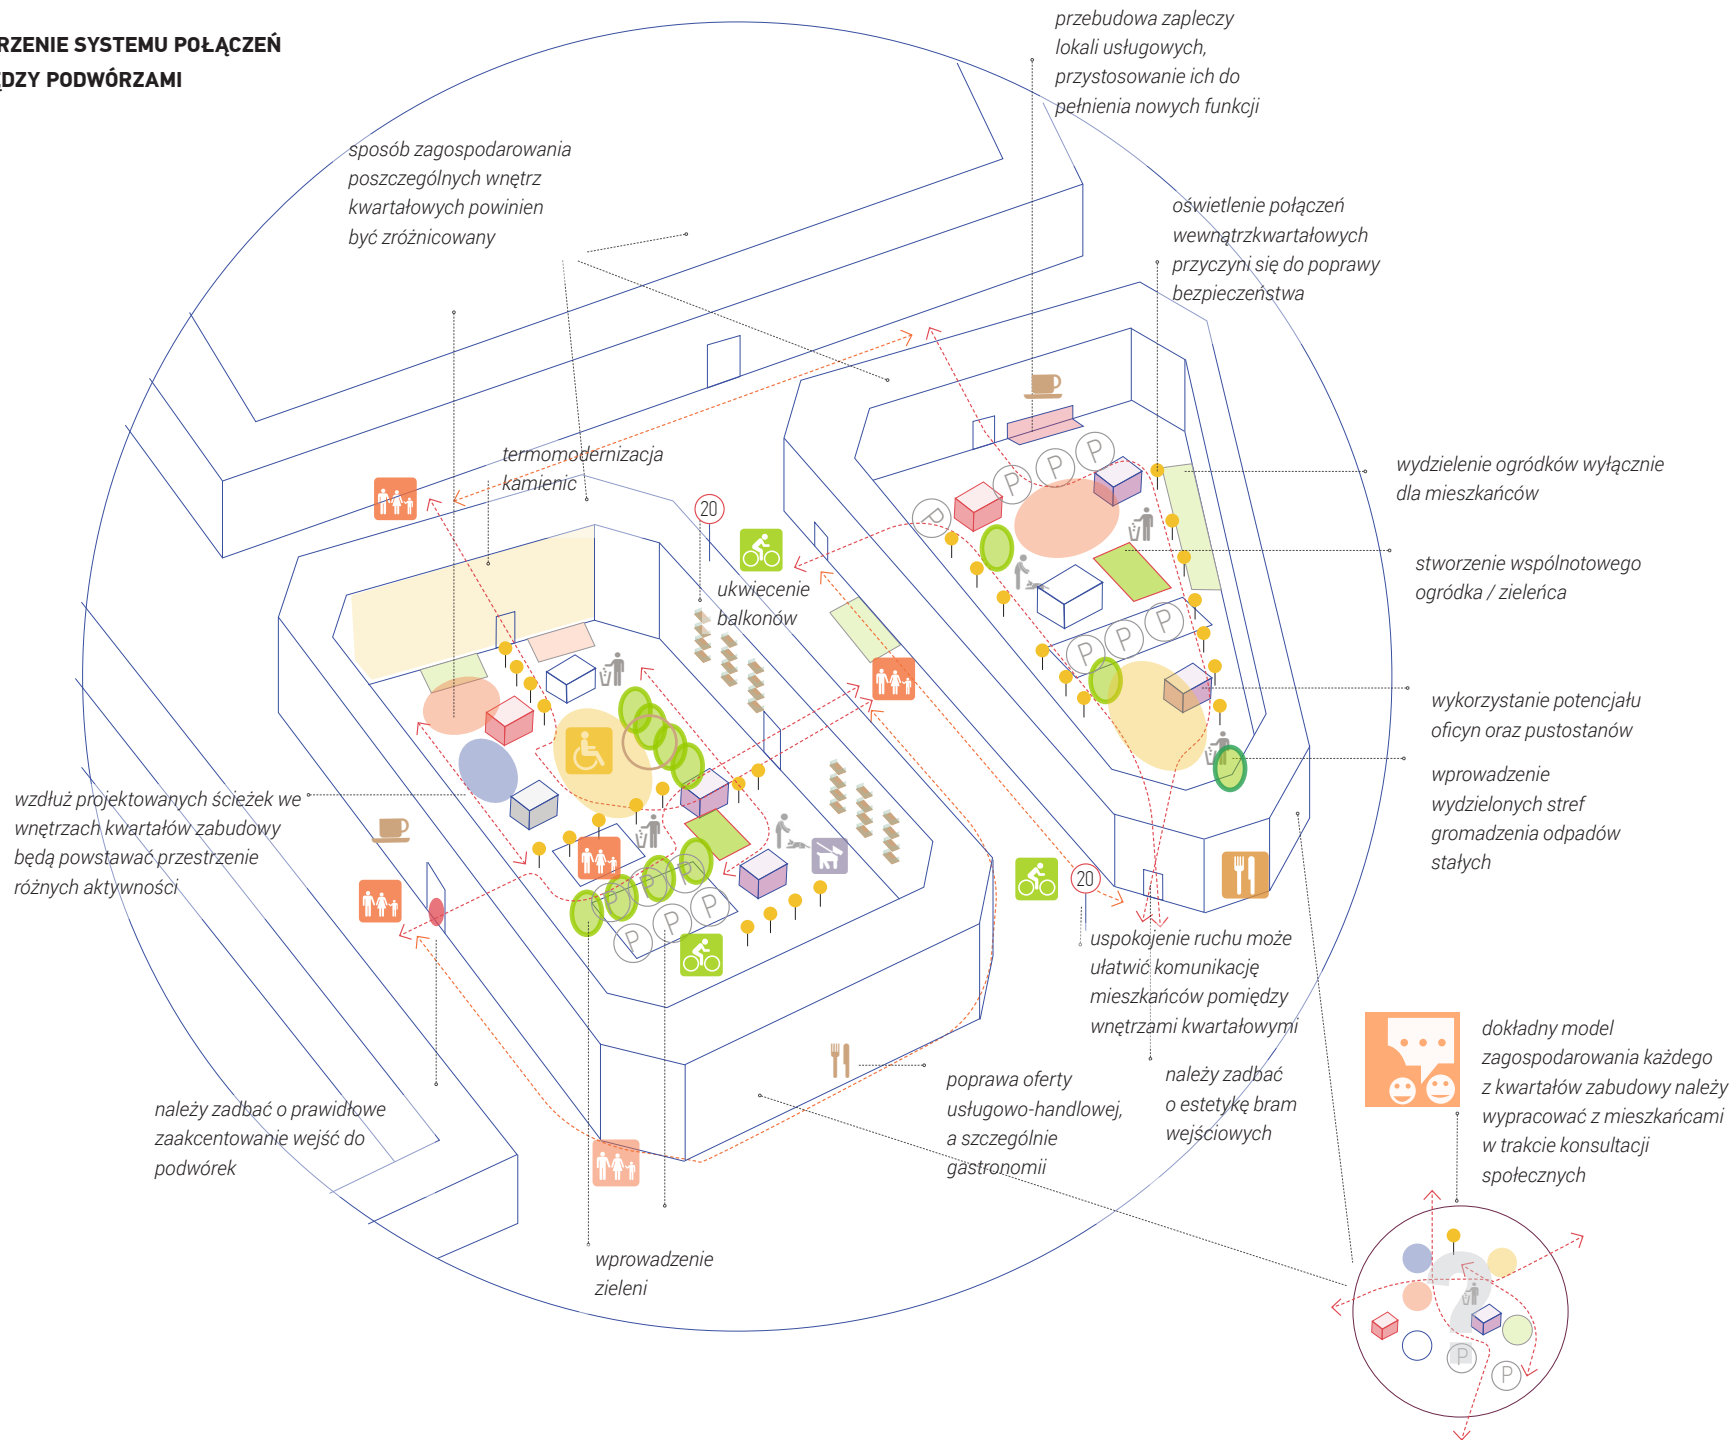 RZENIE SYSTEMU POŁĄCZEŃ
ĘDZY PODWÓRZAMI
przebudowa zapleczy
lokali usługowych,
przystosowanie ich do
pełnienia nowych funkcji
sposób zagospodarowania
poszczególnych wnętrz
kwartałowych powinien
być zróżnicowany
oświetlenie połączeń
wewnątrzkwartałowych
przyczyni się do poprawy
bezpieczeństwa
termomodernizacja
kamienic
wydzielenie ogródków wyłącznie
dla mieszkańców
20
ukwiecenie
balkonów
stworzenie wspólnotowego
ogródka / zieleńca
P
P
P
P
P
P
P
wykorzystanie potencjału
oficyn oraz pustostanów
wprowadzenie
wydzielonych stref
gromadzenia odpadów
stałych
wzdłuż projektowanych ścieżek we
wnętrzach kwartałów zabudowy
będą powstawać przestrzenie
różnych aktywności
P
P
P
P
P
P
20
uspokojenie ruchu może
ułatwić komunikację
mieszkańców pomiędzy
wnętrzami kwartałowymi
należy zadbać o prawidłowe
zaakcentowanie wejść do
podwórek
poprawa oferty
usługowo-handlowej,
a szczególnie
gastronomii
należy zadbać
o estetykę bram
wejściowych
dokładny model
zagospodarowania każdego
z kwartałów zabudowy należy
wypracować z mieszkańcami
w trakcie konsultacji
społecznych
wprowadzenie
zieleni
?
P
P